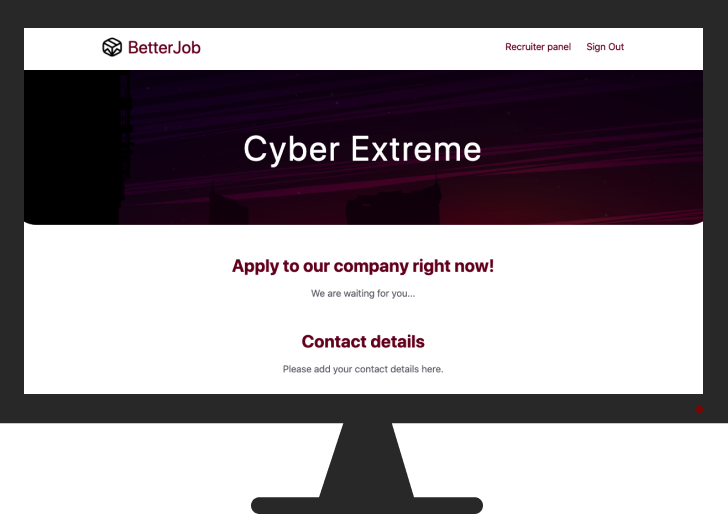 BetterJob
Recruiter panel Sign Out
Cyber Extreme
Apply to our company right now!
We are waiting for you...
Contact details
Please add your contact details here.